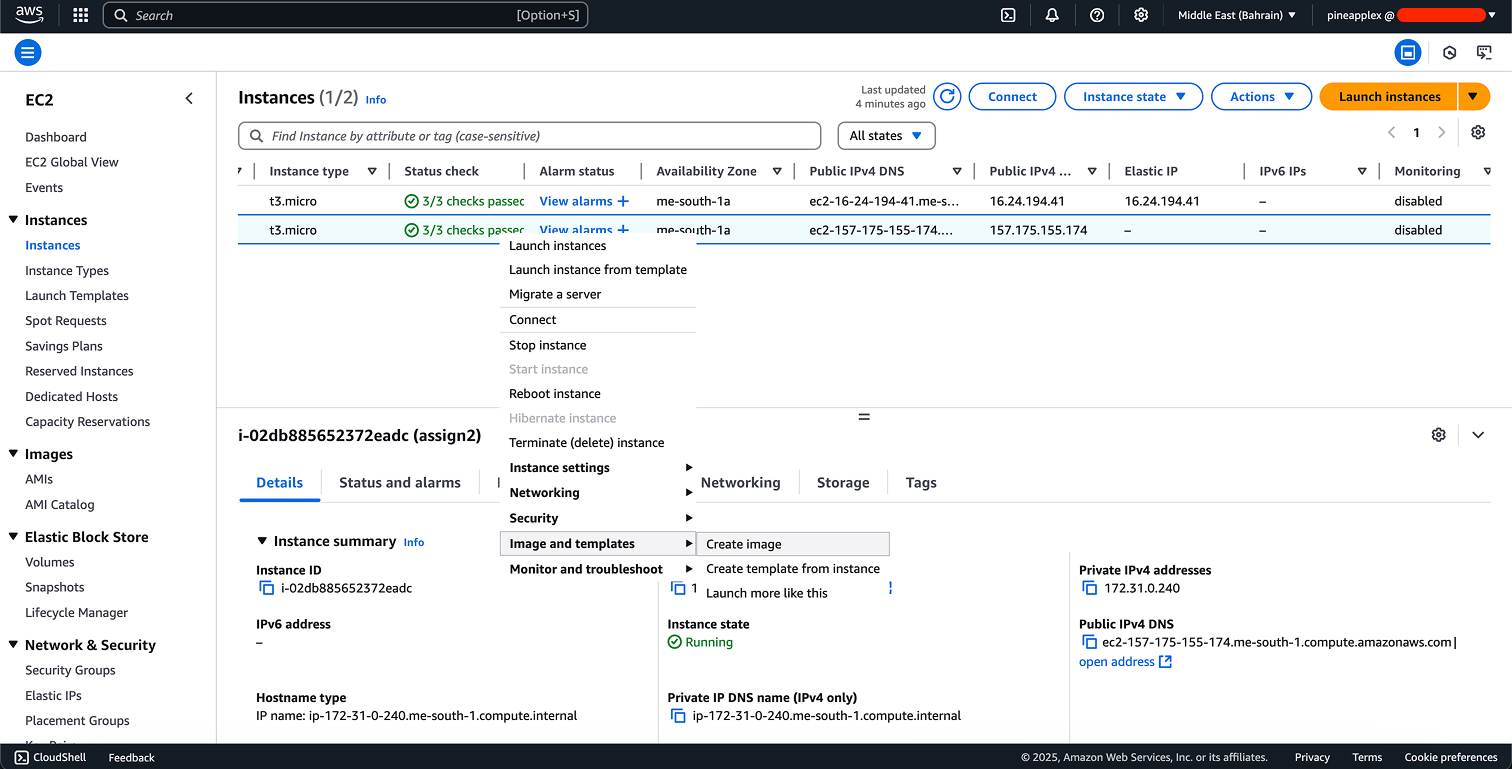 aws
Search [Option+S]
Middle East (Bahrain)
pineapplex @
EC2
Dashboard
EC2 Global View
Events
Instances
Instances
Instance Types
Launch Templates
Spot Requests
Savings Plans
Reserved Instances
Dedicated Hosts
Capacity Reservations
Images
AMIs
AMI Catalog
Elastic Block Store
Volumes
Snapshots
Lifecycle Manager
Network & Security
Security Groups
Elastic IPs
Placement Groups
Instances (1/2) Info
Last updated
4 minutes ago
Connect
Instance state
Actions
Launch instances
Find Instance by attribute or tag (case-sensitive)
All states
1
Instance type Status check Alarm status Availability Zone Public IPv4 DNS Public IPv4 ... Elastic IP IPv6 IPs Monitoring
t3.micro 3/3 checks passed View alarms + me-south-1a ec2-16-24-194-41.me-s... 16.24.194.41 16.24.194.41 – disabled
t3.micro 3/3 checks passed View alarms + me-south-1a ec2-157-175-155-174.... 157.175.155.174 – – disabled
Launch instances
Launch instance from template
Migrate a server
Connect
Stop instance
Start instance
Reboot instance
Hibernate instance
Terminate (delete) instance
Instance settings
Networking
Security
Image and templates
Monitor and troubleshoot
Create image
Create template from instance
Launch more like this
i-02db885652372eadc (assign2)
Details Status and alarms Networking Storage Tags
Instance summary Info
Instance ID
i-02db885652372eadc
1
Private IPv4 addresses
172.31.0.240
IPv6 address
–
Instance state
Running
Public IPv4 DNS
ec2-157-175-155-174.me-south-1.compute.amazonaws.com |
open address
Hostname type
IP name: ip-172-31-0-240.me-south-1.compute.internal
Private IP DNS name (IPv4 only)
ip-172-31-0-240.me-south-1.compute.internal
CloudShell Feedback
© 2025, Amazon Web Services, Inc. or its affiliates. Privacy Terms Cookie preferences